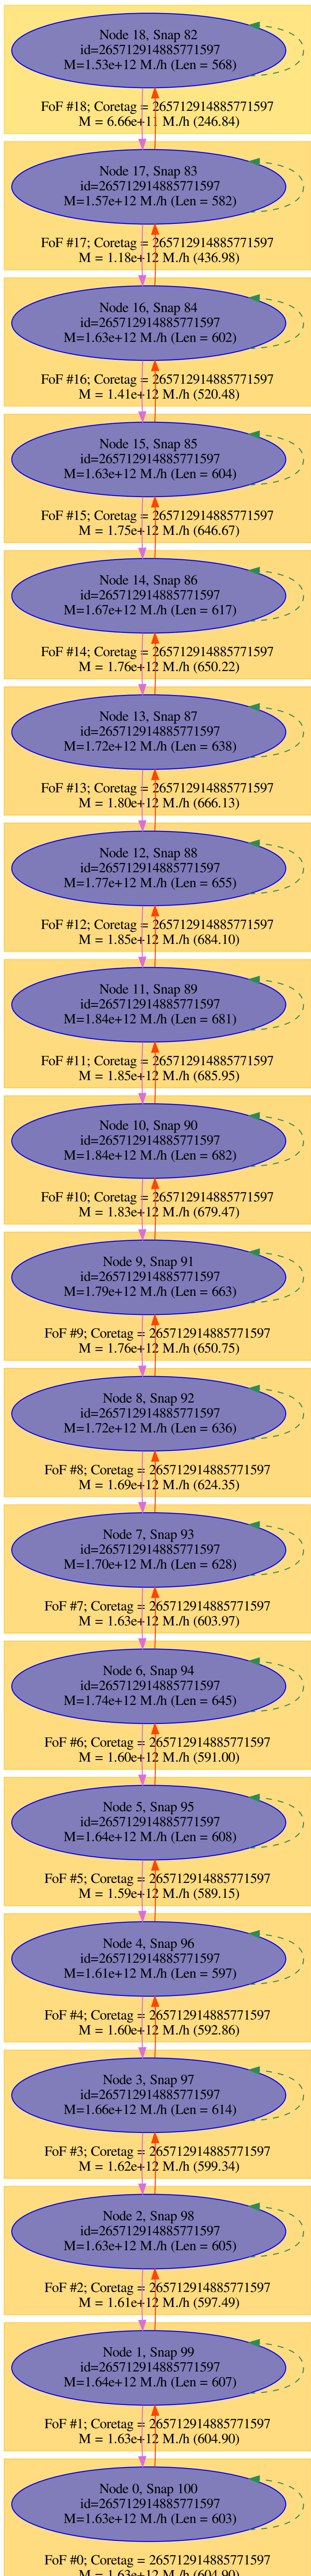 Node 18, Snap 82
id=265712914885771597
M=1.53e+12 M./h (Len = 568)
FoF #18; Coretag = 265712914885771597
M = 6.66e+11 M./h (246.84)
Node 17, Snap 83
id=265712914885771597
M=1.57e+12 M./h (Len = 582)
FoF #17; Coretag = 265712914885771597
M = 1.18e+12 M./h (436.98)
Node 16, Snap 84
id=265712914885771597
M=1.63e+12 M./h (Len = 602)
FoF #16; Coretag = 265712914885771597
M = 1.41e+12 M./h (520.48)
Node 15, Snap 85
id=265712914885771597
M=1.63e+12 M./h (Len = 604)
FoF #15; Coretag = 265712914885771597
M = 1.75e+12 M./h (646.67)
Node 14, Snap 86
id=265712914885771597
M=1.67e+12 M./h (Len = 617)
FoF #14; Coretag = 265712914885771597
M = 1.76e+12 M./h (650.22)
Node 13, Snap 87
id=265712914885771597
M=1.72e+12 M./h (Len = 638)
FoF #13; Coretag = 265712914885771597
M = 1.80e+12 M./h (666.13)
Node 12, Snap 88
id=265712914885771597
M=1.77e+12 M./h (Len = 655)
FoF #12; Coretag = 265712914885771597
M = 1.85e+12 M./h (684.10)
Node 11, Snap 89
id=265712914885771597
M=1.84e+12 M./h (Len = 681)
FoF #11; Coretag = 265712914885771597
M = 1.85e+12 M./h (685.95)
Node 10, Snap 90
id=265712914885771597
M=1.84e+12 M./h (Len = 682)
FoF #10; Coretag = 265712914885771597
M = 1.83e+12 M./h (679.47)
Node 9, Snap 91
id=265712914885771597
M=1.79e+12 M./h (Len = 663)
FoF #9; Coretag = 265712914885771597
M = 1.76e+12 M./h (650.75)
Node 8, Snap 92
id=265712914885771597
M=1.72e+12 M./h (Len = 636)
FoF #8; Coretag = 265712914885771597
M = 1.69e+12 M./h (624.35)
Node 7, Snap 93
id=265712914885771597
M=1.70e+12 M./h (Len = 628)
FoF #7; Coretag = 265712914885771597
M = 1.63e+12 M./h (603.97)
Node 6, Snap 94
id=265712914885771597
M=1.74e+12 M./h (Len = 645)
FoF #6; Coretag = 265712914885771597
M = 1.60e+12 M./h (591.00)
Node 5, Snap 95
id=265712914885771597
M=1.64e+12 M./h (Len = 608)
FoF #5; Coretag = 265712914885771597
M = 1.59e+12 M./h (589.15)
Node 4, Snap 96
id=265712914885771597
M=1.61e+12 M./h (Len = 597)
FoF #4; Coretag = 265712914885771597
M = 1.60e+12 M./h (592.86)
Node 3, Snap 97
id=265712914885771597
M=1.66e+12 M./h (Len = 614)
FoF #3; Coretag = 265712914885771597
M = 1.62e+12 M./h (599.34)
Node 2, Snap 98
id=265712914885771597
M=1.63e+12 M./h (Len = 605)
FoF #2; Coretag = 265712914885771597
M = 1.61e+12 M./h (597.49)
Node 1, Snap 99
id=265712914885771597
M=1.64e+12 M./h (Len = 607)
FoF #1; Coretag = 265712914885771597
M = 1.63e+12 M./h (604.90)
Node 0, Snap 100
id=265712914885771597
M=1.63e+12 M./h (Len = 603)
FoF #0; Coretag = 265712914885771597
M = 1.63e+12 M./h (604.90)